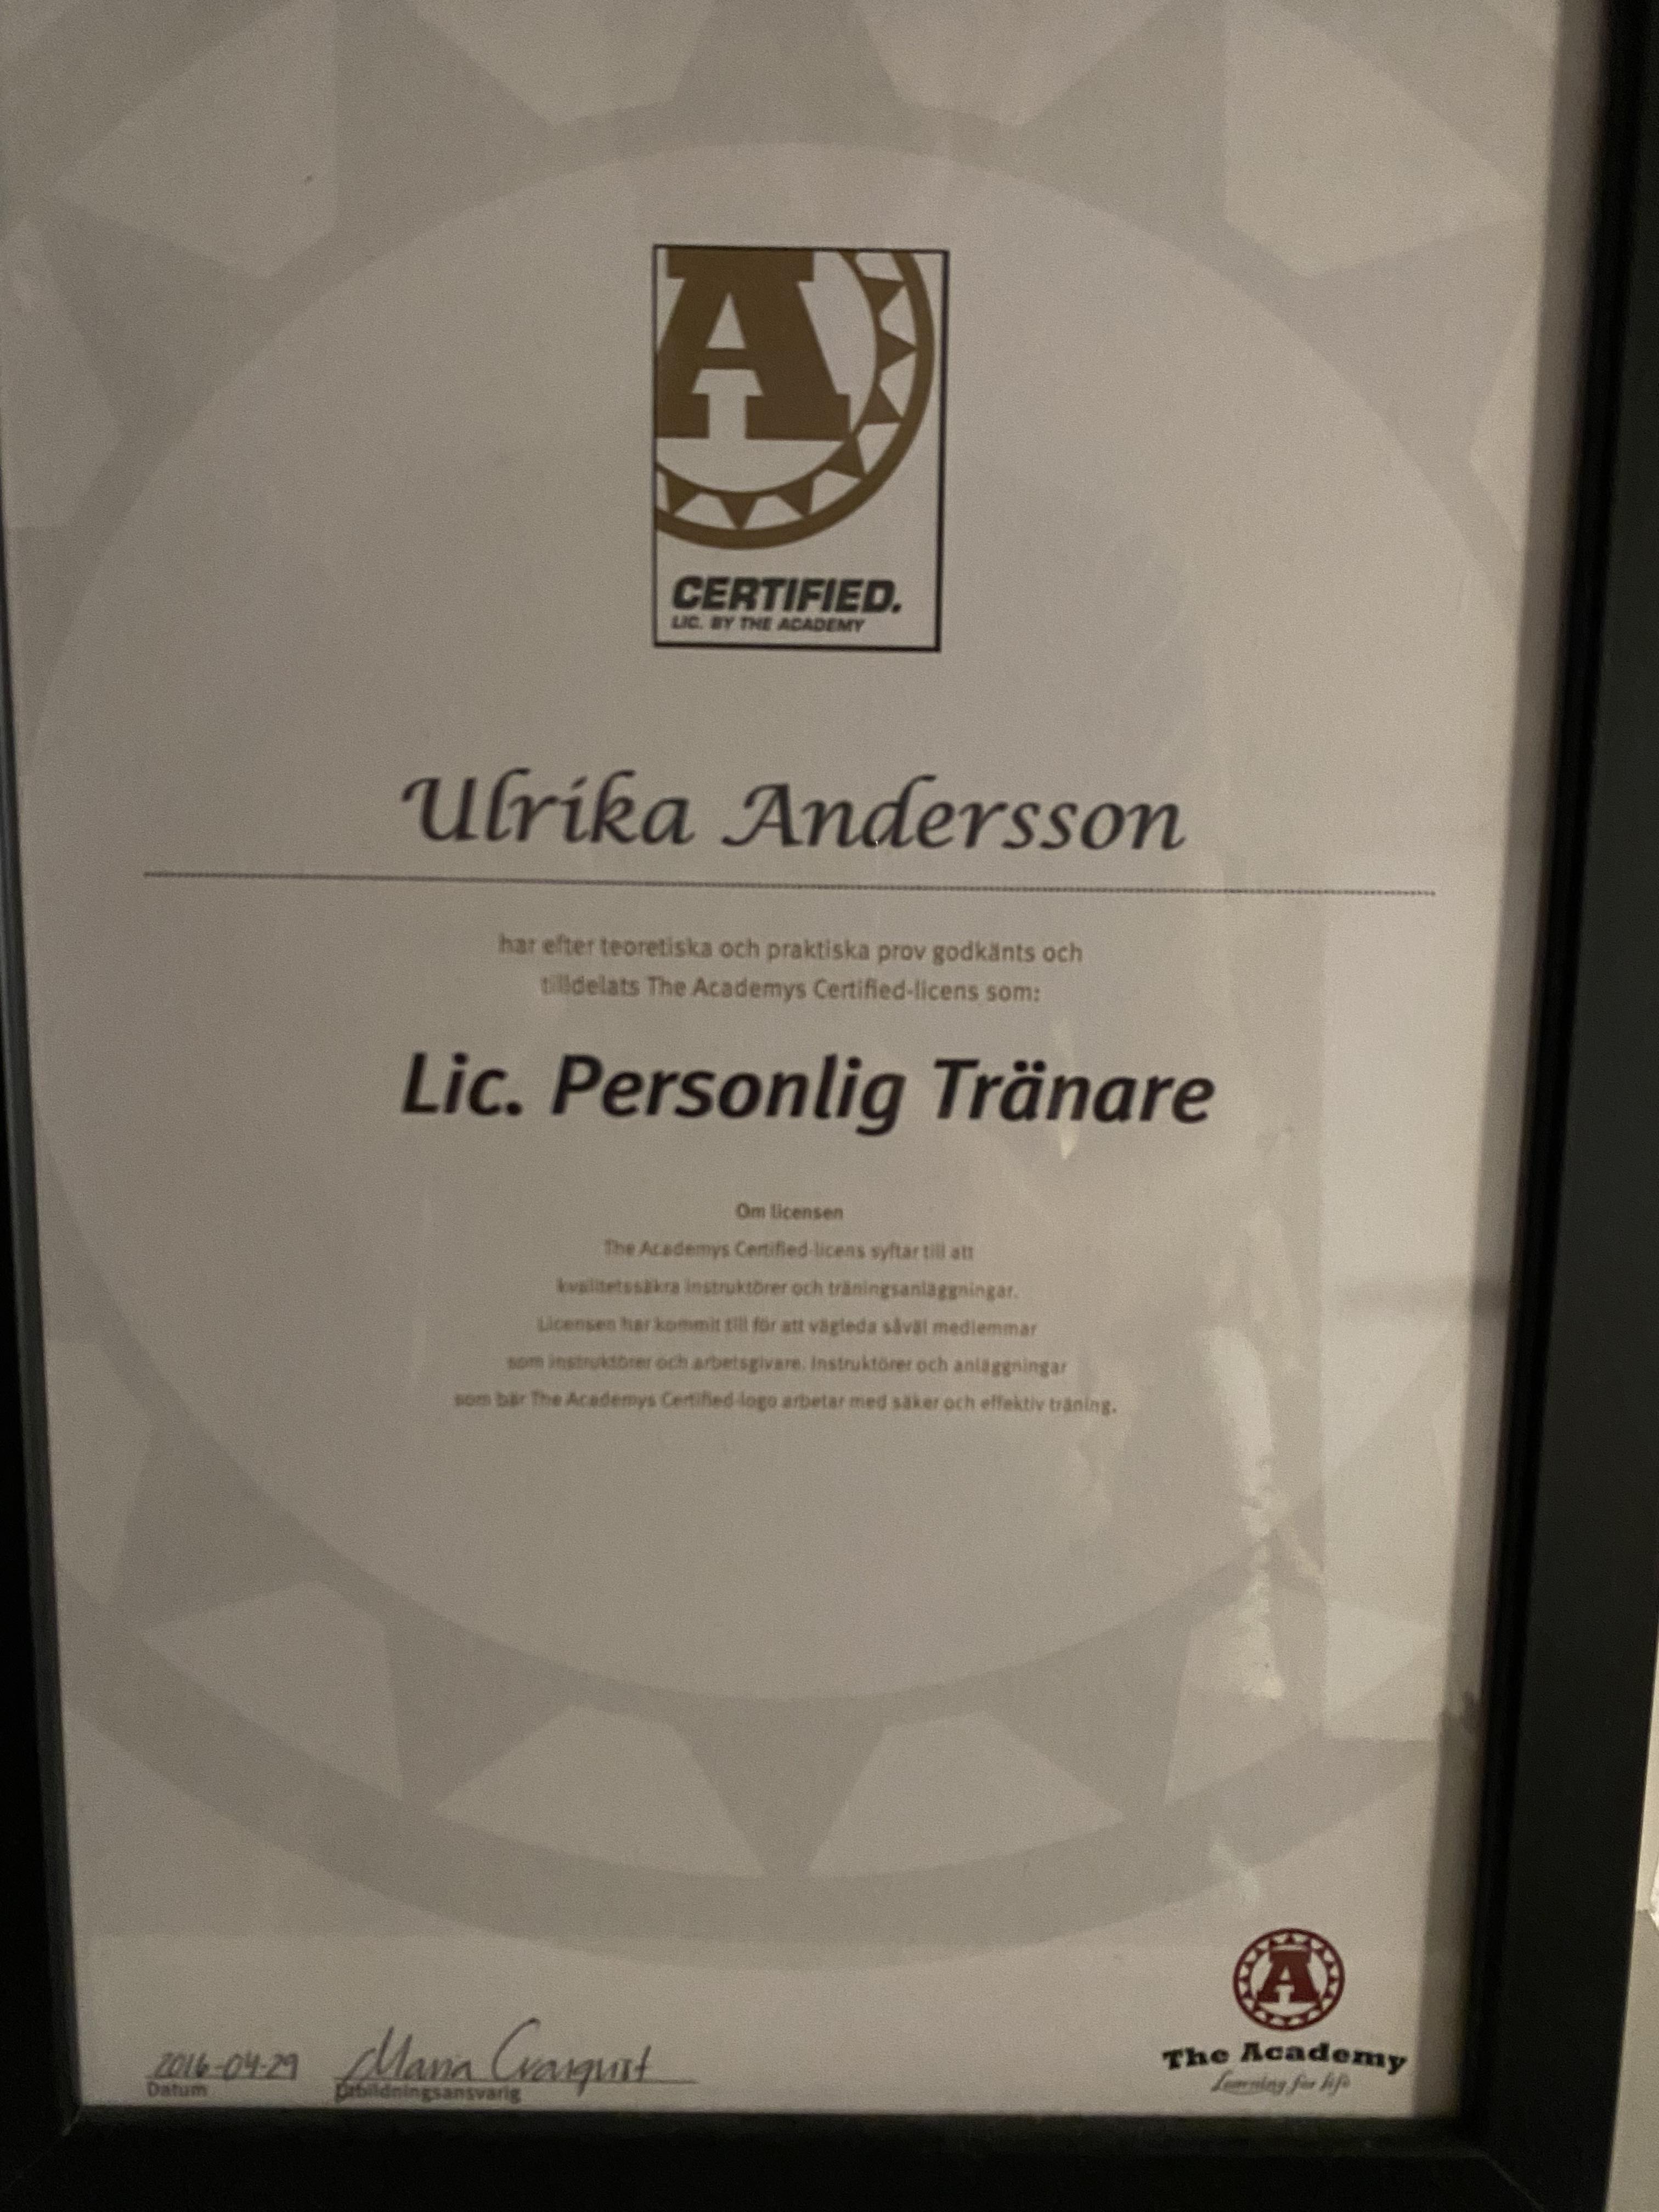 A
CERTIFIED.
LIC. BY THE ACADEMY
Ulrika Andersson
har efter teoretiska och praktiska prov godkänts och
tilldelats The Academys Certified-licens som:
Lic. Personlig Tränare
Om licensen
The Academys Certified-licens syftar till att
kvalitetssäkra instruktörer och träningsanläggningar.
Licensen har kommit till för att vägleda såväl medlemmar
som instruktörer och arbetsgivare. Instruktörer och anläggningar
som bär The Academys Certified-logo arbetar med säker och effektiv träning.
2016-04-29 Maria
Datum Utbildningsansvarig
A
The Academy
Learning for life